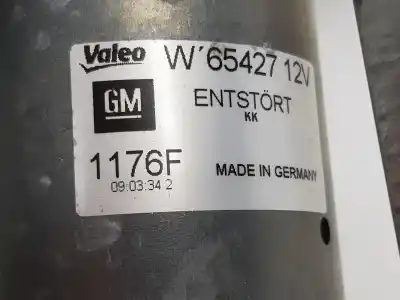 Valeo W´65427 12V
GM ENTSTÖRT
KK
1176F MADE IN GERMANY
09:03:34 2